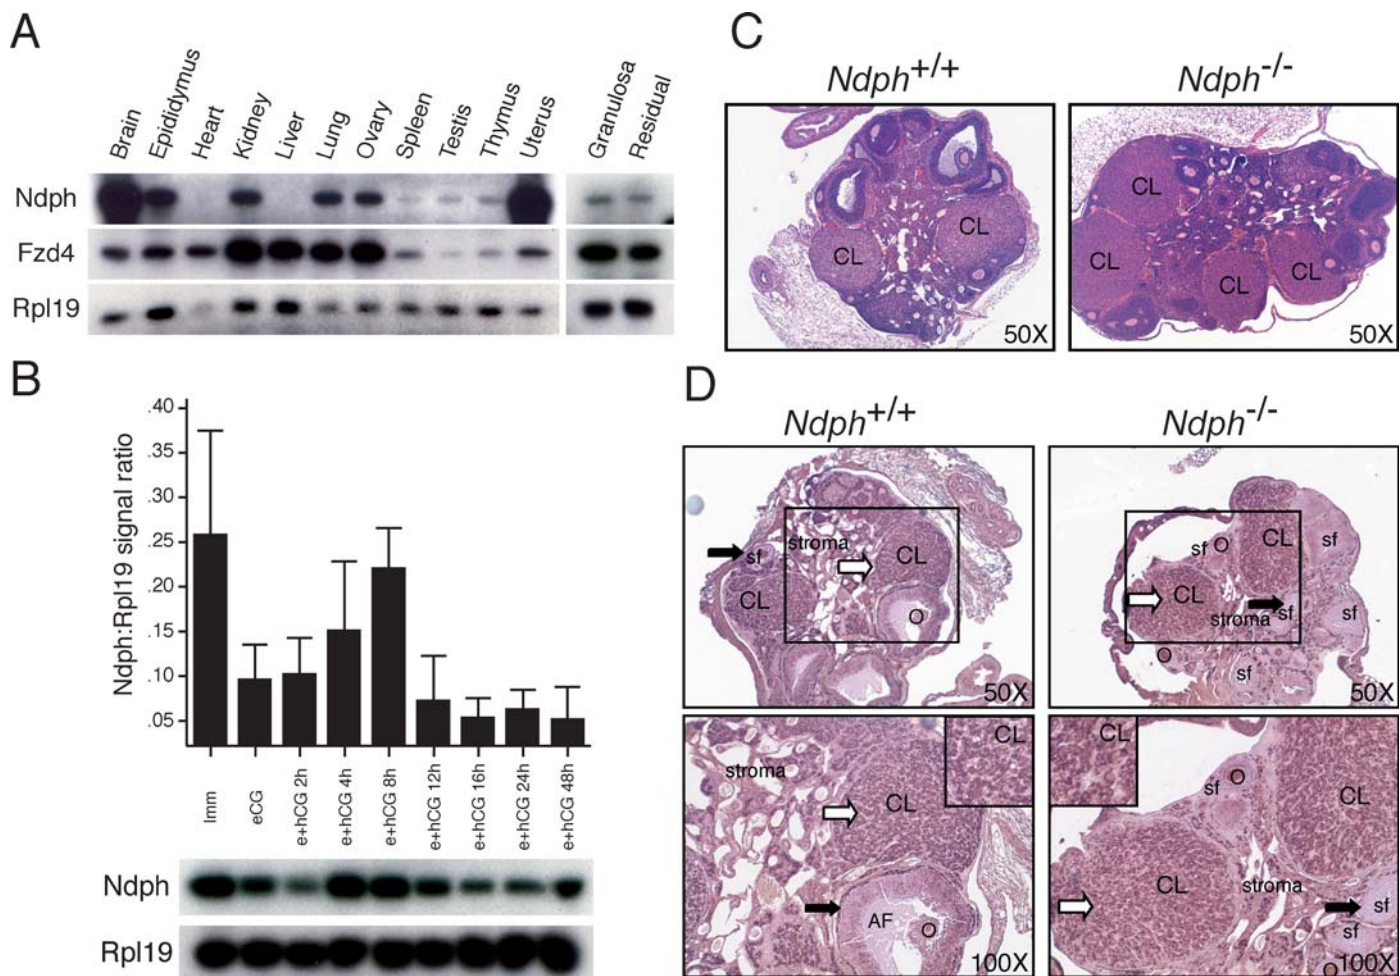 A
Brain Epididymus Heart Kidney Liver Lung Ovary Spleen Testis Thymus Uterus Granulosa Residual
Ndph
Fzd4
Rpl19
B
Ndph:Rpl19 signal ratio
.40
.35
.30
.25
.20
.15
.10
.05
Imm eCG e+hCG 2h e+hCG 4h e+hCG 8h e+hCG 12h e+hCG 16h e+hCG 24h e+hCG 48h
Ndph
Rpl19
C
Ndph+/+ Ndph-/-
CL CL 50X
CL CL CL CL 50X
D
Ndph+/+ Ndph-/-
sf stroma CL CL O 50X
sf O CL sf CL stroma sf sf O sf 50X
stroma CL CL AF O 100X
CL sf O CL CL stroma sf sf O 100X